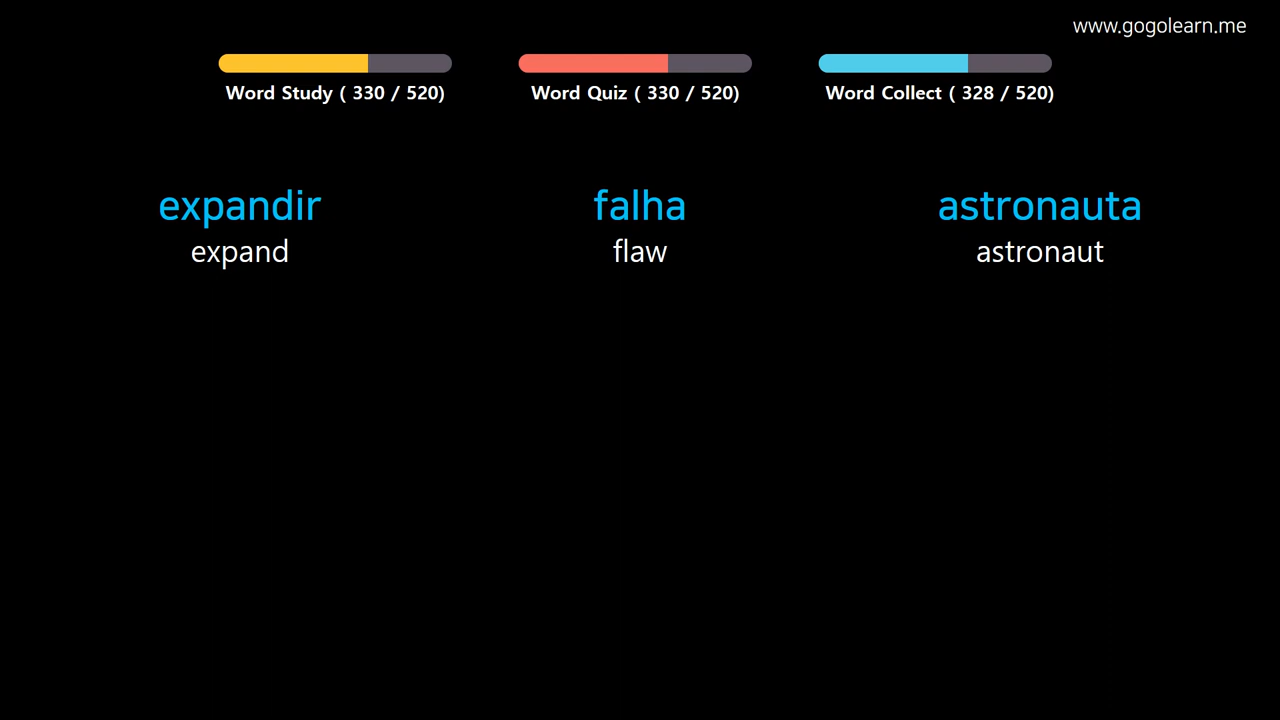 www.gogolearn.me
Word Study ( 330 / 520)
Word Quiz ( 330 / 520)
Word Collect ( 328 / 520)
expandir
expand
falha
flaw
astronauta
astronaut